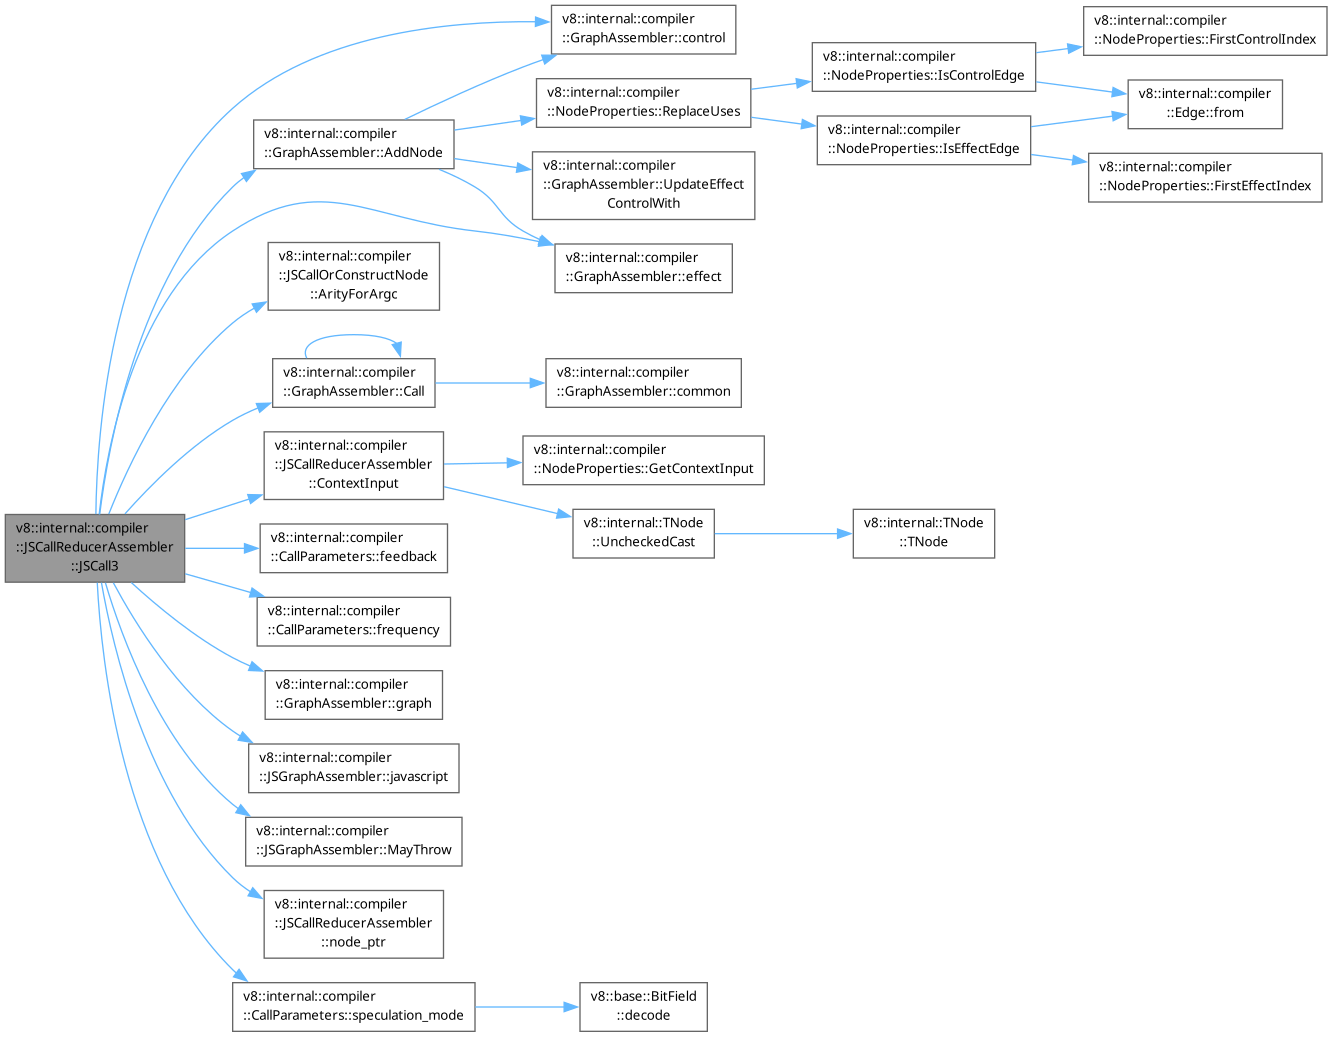 v8::internal::compiler
::JSCallReducerAssembler
::JSCall3
v8::internal::compiler
::GraphAssembler::control
v8::internal::compiler
::GraphAssembler::AddNode
v8::internal::compiler
::NodeProperties::ReplaceUses
v8::internal::compiler
::NodeProperties::IsControlEdge
v8::internal::compiler
::NodeProperties::FirstControlIndex
v8::internal::compiler
::Edge::from
v8::internal::compiler
::NodeProperties::IsEffectEdge
v8::internal::compiler
::NodeProperties::FirstEffectIndex
v8::internal::compiler
::GraphAssembler::UpdateEffect
ControlWith
v8::internal::compiler
::GraphAssembler::effect
v8::internal::compiler
::JSCallOrConstructNode
::ArityForArgc
v8::internal::compiler
::GraphAssembler::Call
v8::internal::compiler
::GraphAssembler::common
v8::internal::compiler
::JSCallReducerAssembler
::ContextInput
v8::internal::compiler
::NodeProperties::GetContextInput
v8::internal::TNode
::UncheckedCast
v8::internal::TNode
::TNode
v8::internal::compiler
::CallParameters::feedback
v8::internal::compiler
::CallParameters::frequency
v8::internal::compiler
::GraphAssembler::graph
v8::internal::compiler
::JSGraphAssembler::javascript
v8::internal::compiler
::JSGraphAssembler::MayThrow
v8::internal::compiler
::JSCallReducerAssembler
::node_ptr
v8::internal::compiler
::CallParameters::speculation_mode
v8::base::BitField
::decode